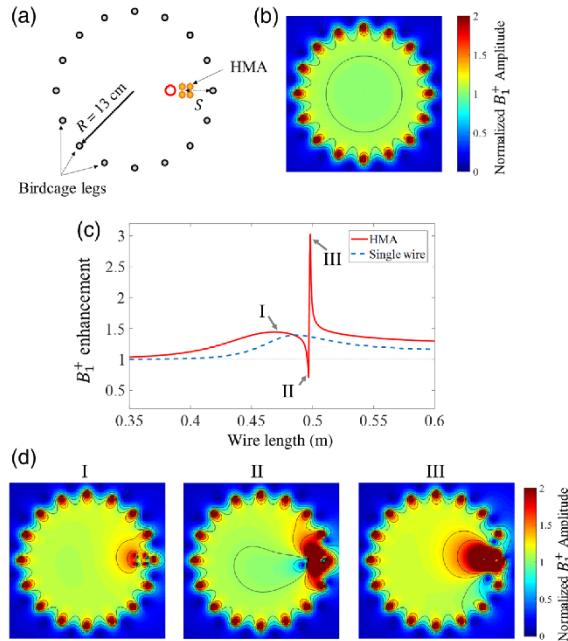 (a)
HMA
S
R = 13 cm
Birdcage legs
(b)
2
1.5
1
0.5
0
Normalized B₁⁺ Amplitude
(c)
3
2.5
2
1.5
1
0.5
B₁⁺ enhancement
HMA
Single wire
I
II
III
0.35 0.4 0.45 0.5 0.55 0.6
Wire length (m)
(d)
I II III
2
1.5
1
0.5
0
Normalized B₁⁺ Amplitude